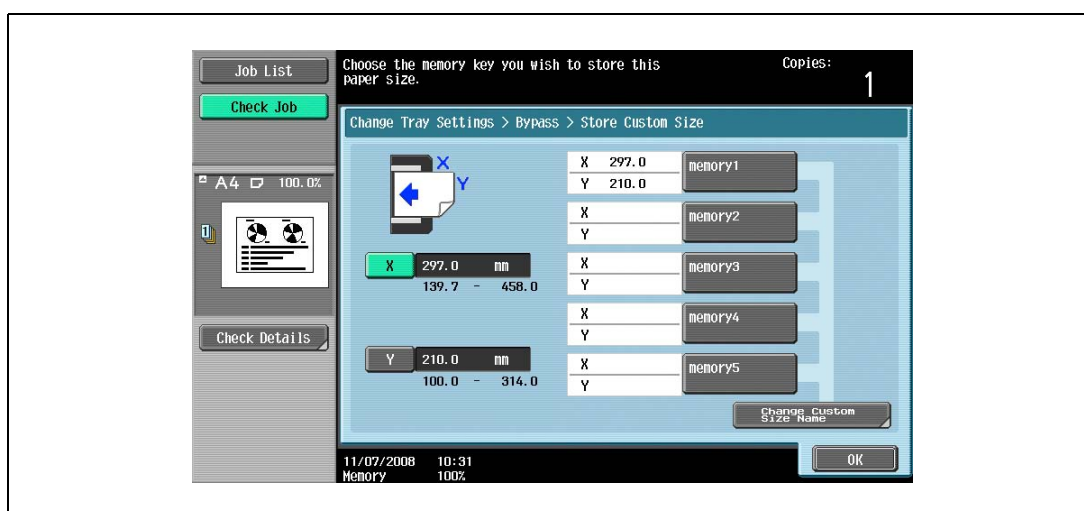 Job List
Check Job
A4 100.0%
1
Check Details
Choose the memory key you wish to store this
paper size.
Copies:
1
Change Tray Settings > Bypass > Store Custom Size
X
Y
X 297.0 mm
139.7 - 458.0
Y 210.0 mm
100.0 - 314.0
X 297.0
Y 210.0
memory1
X
Y
memory2
X
Y
memory3
X
Y
memory4
X
Y
memory5
Change Custom
Size Name
OK
11/07/2008 10:31
Memory 100%